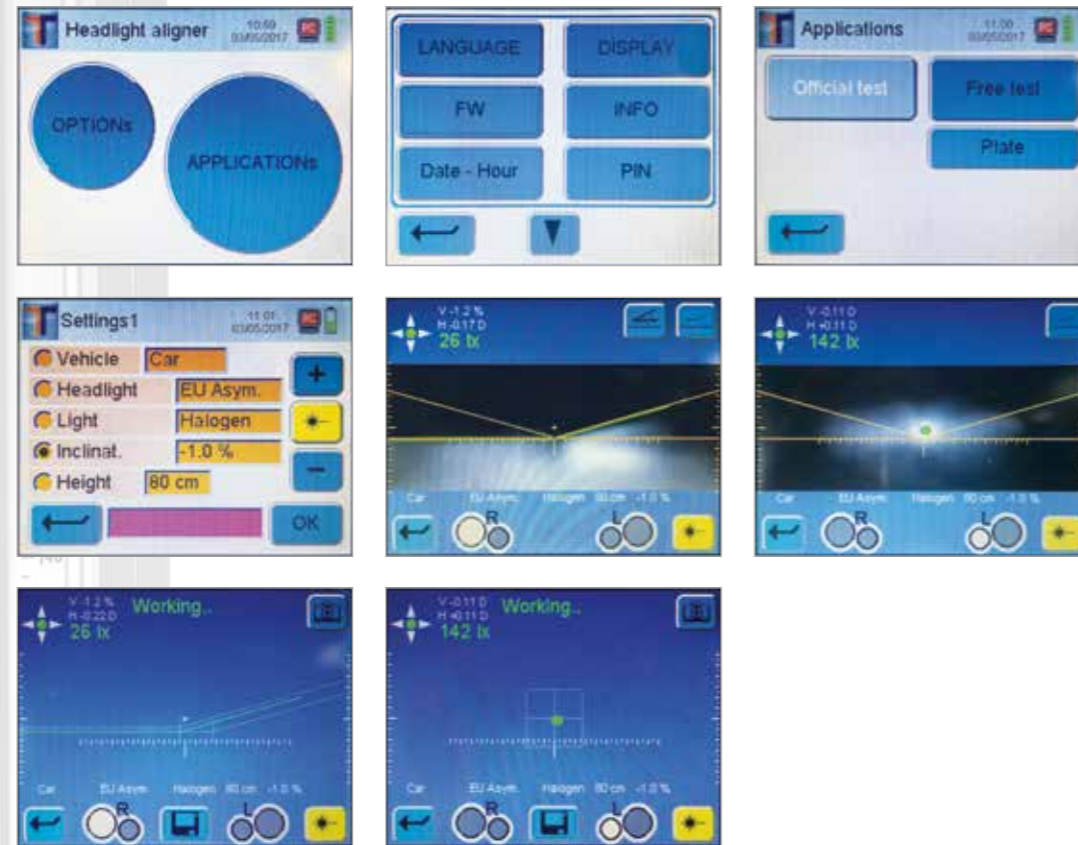 Headlight aligner
10:59
03/05/2017
OPTIONs
APPLICATIONs
LANGUAGE
DISPLAY
FW
INFO
Date - Hour
PIN
Applications
11:00
03/05/2017
Official test
Free test
Plate
Settings1
11:01
03/05/2017
Vehicle Car
Headlight EU Asym.
Light Halogen
Inclinat. -1.0 %
Height 80 cm
OK
V -1.2 %
H -0.17 D
26 lx
Car EU Asym. Halogen 80 cm -1.0 %
R L
V -0.11 D
H +0.11 D
142 lx
Car EU Asym. Halogen 80 cm -1.0 %
R L
V -1.2 %
H -0.22 D
26 lx
Working..
Car EU Asym. Halogen 80 cm -1.0 %
R L
V -0.11 D
H +0.11 D
142 lx
Working..
Car EU Asym. Halogen 80 cm -1.0 %
R L